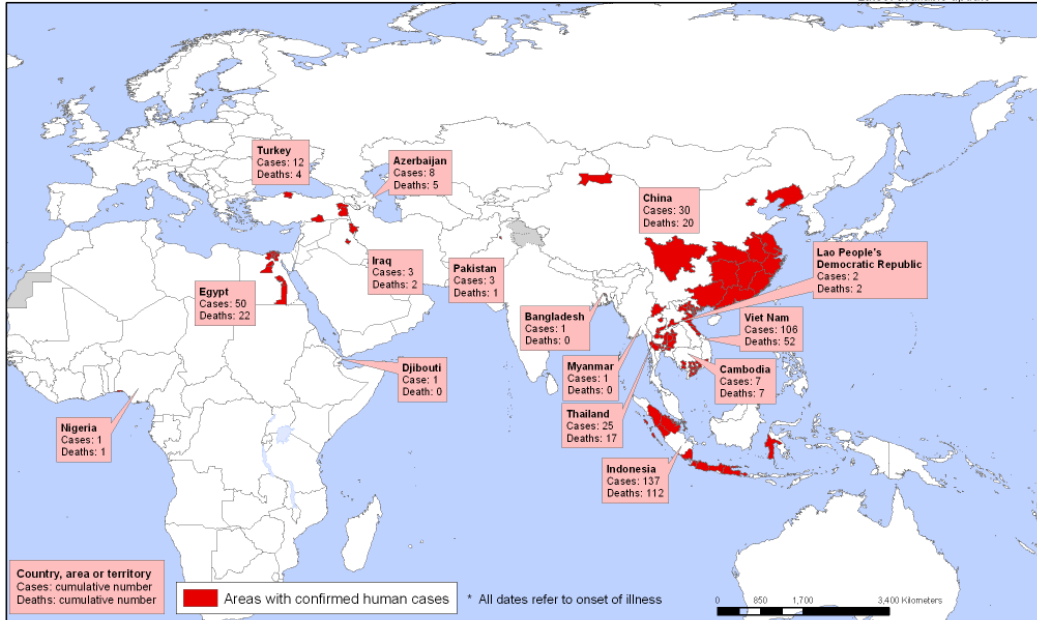 Turkey
Cases: 12
Deaths: 4
Azerbaijan
Cases: 8
Deaths: 5
China
Cases: 30
Deaths: 20
Lao People's
Democratic Republic
Cases: 2
Deaths: 2
Iraq
Cases: 3
Deaths: 2
Pakistan
Cases: 3
Deaths: 1
Egypt
Cases: 50
Deaths: 22
Bangladesh
Cases: 1
Deaths: 0
Viet Nam
Cases: 106
Deaths: 52
Djibouti
Case: 1
Death: 0
Myanmar
Cases: 1
Deaths: 0
Cambodia
Cases: 7
Deaths: 7
Nigeria
Cases: 1
Deaths: 1
Thailand
Cases: 25
Deaths: 17
Indonesia
Cases: 137
Deaths: 112
Country, area or territory
Cases: cumulative number
Deaths: cumulative number
Areas with confirmed human cases
* All dates refer to onset of illness
0 850 1,700 3,400 Kilometers